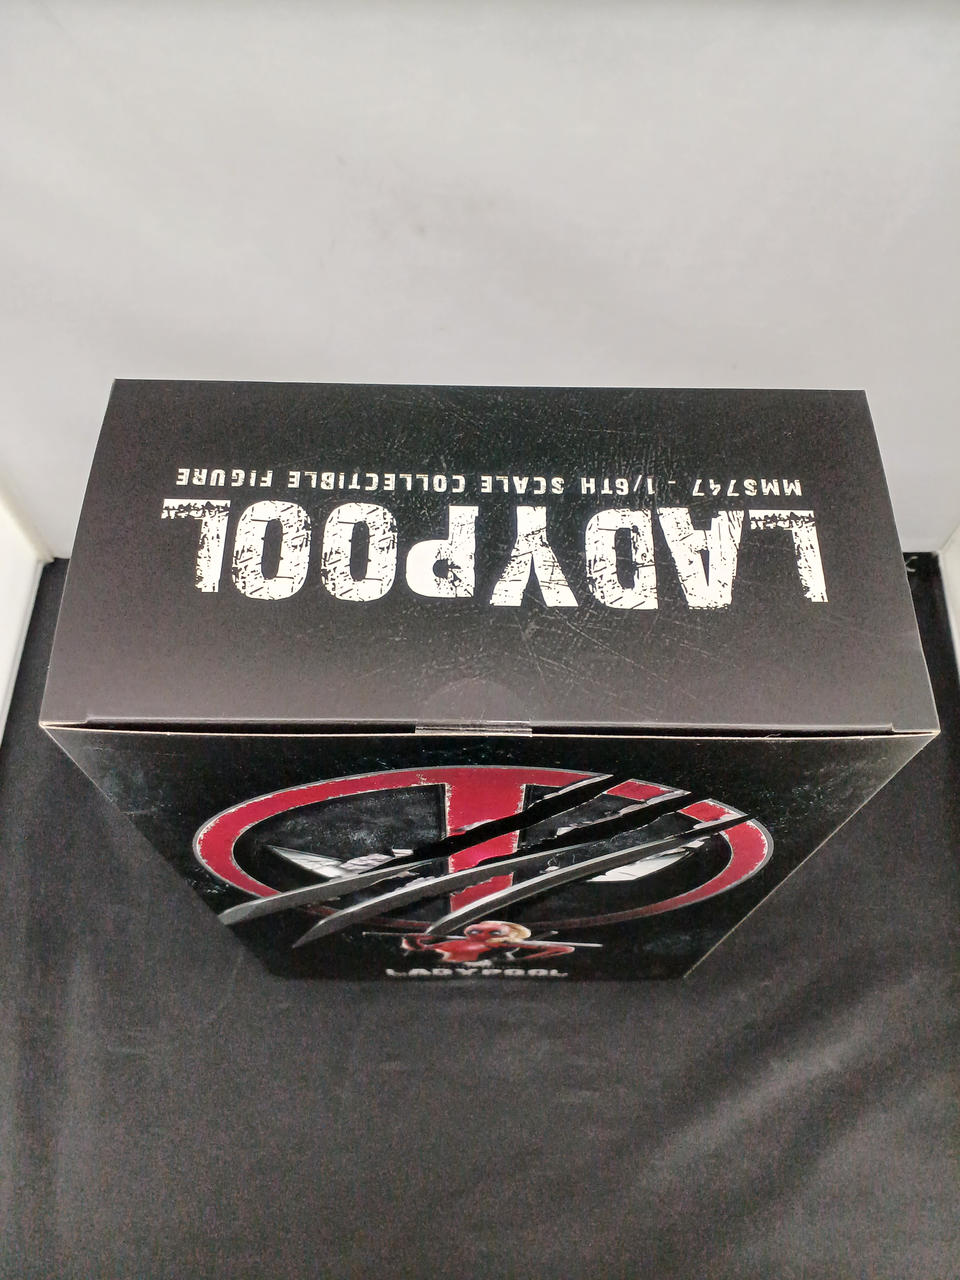 LADYPOOL
MMS747 - 1/6TH SCALE COLLECTIBLE FIGURE
LADYPOOL